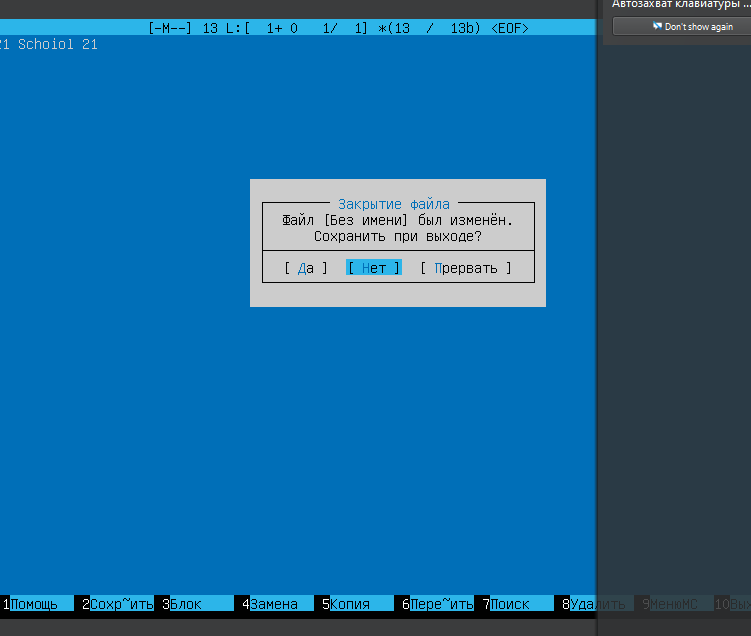 Автозахват клавиатуры ...
Don't show again
[-M--] 13 L:[ 1+ 0 1/ 1] *(13 / 13b) <EOF>
21 Schoiol 21
Закрытие файла
Файл [Без имени] был изменён.
Сохранить при выходе?
[ Да ] [ Нет ] [ Прервать ]
1Помощь 2Сохр~ить 3Блок 4Замена 5Копия 6Пере~ить 7Поиск 8Удалить 9МенюMC 10Вы